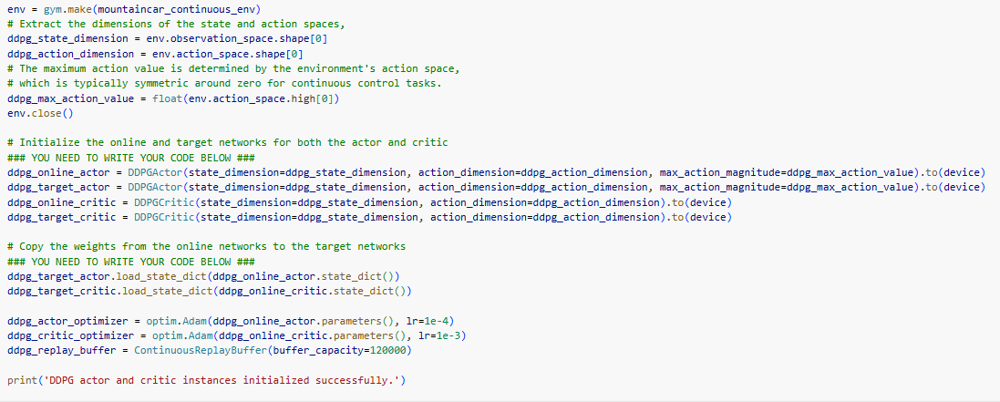 env = gym.make(mountaincar_continuous_env)
# Extract the dimensions of the state and action spaces,
ddpg_state_dimension = env.observation_space.shape[0]
ddpg_action_dimension = env.action_space.shape[0]
# The maximum action value is determined by the environment's action space,
# which is typically symmetric around zero for continuous control tasks.
ddpg_max_action_value = float(env.action_space.high[0])
env.close()
# Initialize the online and target networks for both the actor and critic
### YOU NEED TO WRITE YOUR CODE BELOW ###
ddpg_online_actor = DDPGActor(state_dimension=ddpg_state_dimension, action_dimension=ddpg_action_dimension, max_action_magnitude=ddpg_max_action_value).to(device)
ddpg_target_actor = DDPGActor(state_dimension=ddpg_state_dimension, action_dimension=ddpg_action_dimension, max_action_magnitude=ddpg_max_action_value).to(device)
ddpg_online_critic = DDPGCritic(state_dimension=ddpg_state_dimension, action_dimension=ddpg_action_dimension).to(device)
ddpg_target_critic = DDPGCritic(state_dimension=ddpg_state_dimension, action_dimension=ddpg_action_dimension).to(device)
# Copy the weights from the online networks to the target networks
### YOU NEED TO WRITE YOUR CODE BELOW ###
ddpg_target_actor.load_state_dict(ddpg_online_actor.state_dict())
ddpg_target_critic.load_state_dict(ddpg_online_critic.state_dict())
ddpg_actor_optimizer = optim.Adam(ddpg_online_actor.parameters(), lr=1e-4)
ddpg_critic_optimizer = optim.Adam(ddpg_online_critic.parameters(), lr=1e-3)
ddpg_replay_buffer = ContinuousReplayBuffer(buffer_capacity=120000)
print('DDPG actor and critic instances initialized successfully.')